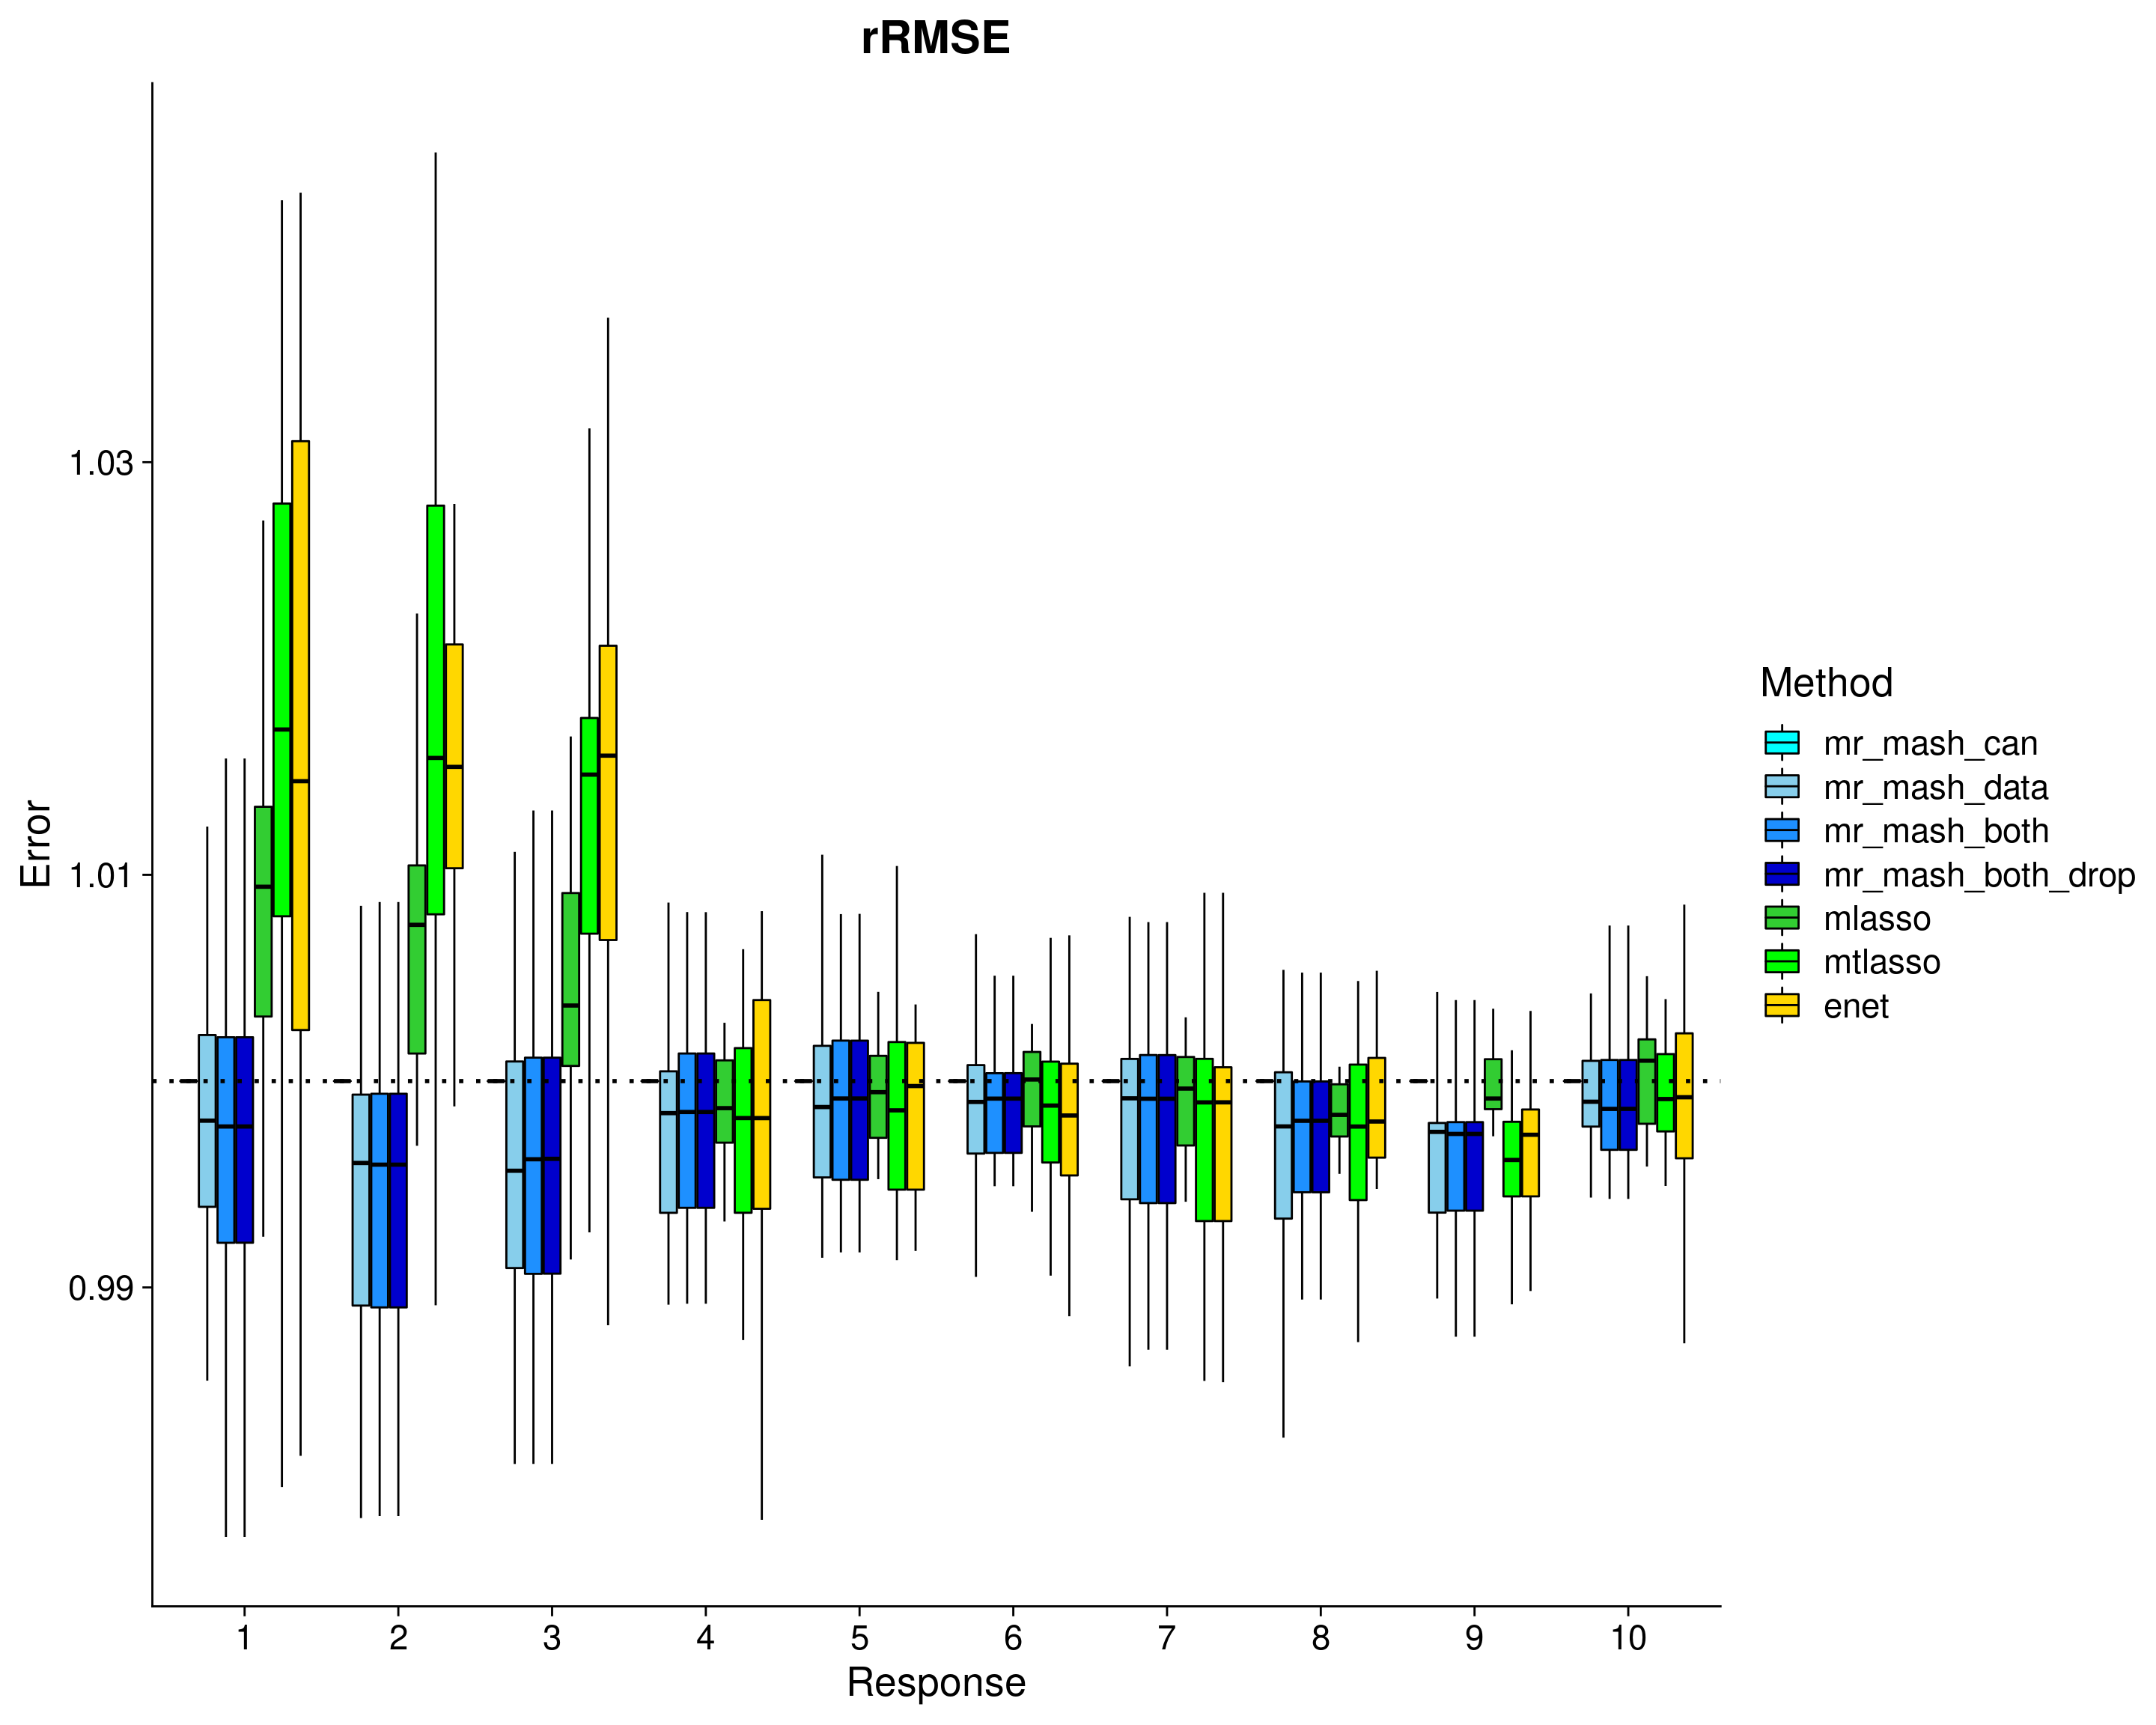 rRMSE
Error
1.03
1.01
0.99
1 2 3 4 5 6 7 8 9 10
Response
Method
mr_mash_can
mr_mash_data
mr_mash_both
mr_mash_both_drop
mlasso
mtlasso
enet